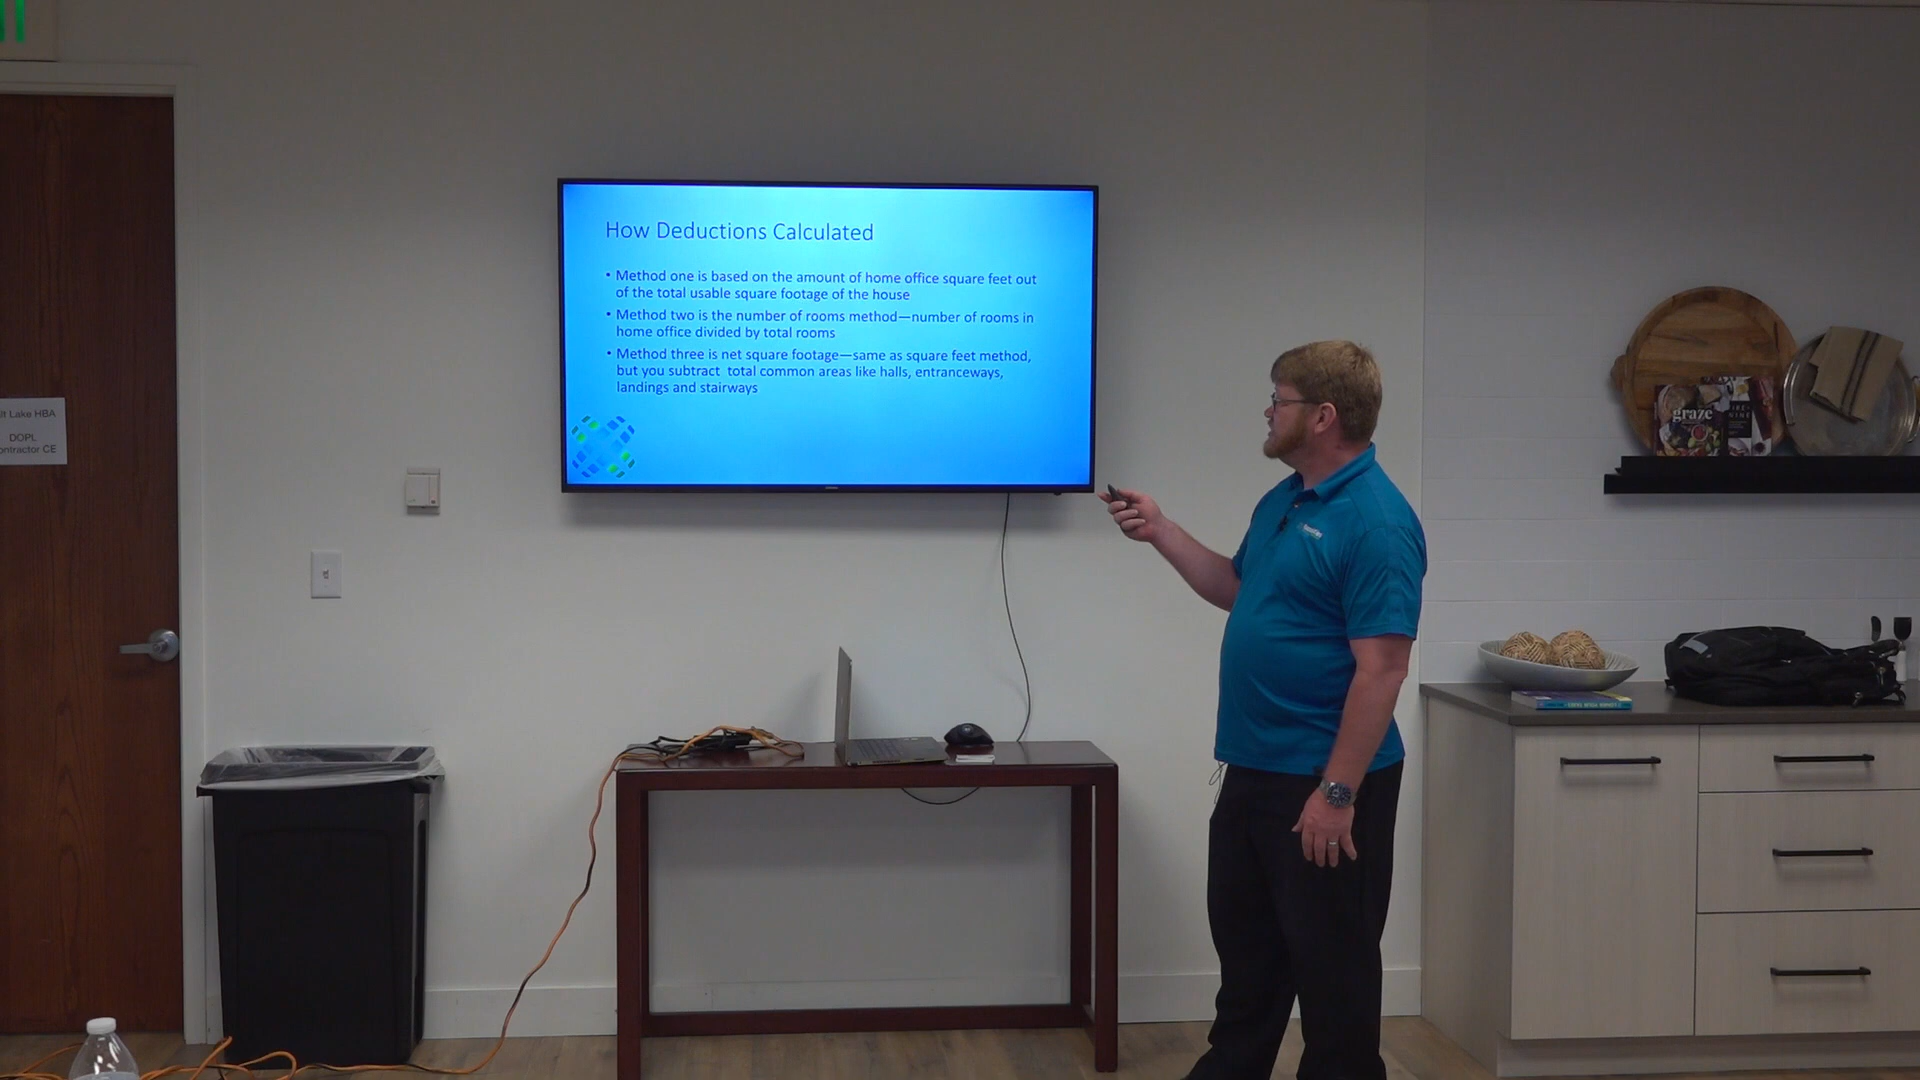 How Deductions Calculated
• Method one is based on the amount of home office square feet out
of the total usable square footage of the house
• Method two is the number of rooms method—number of rooms in
home office divided by total rooms
• Method three is net square footage—same as square feet method,
but you subtract total common areas like halls, entranceways,
landings and stairways
lt Lake HBA
DOPL
ontractor CE
graze